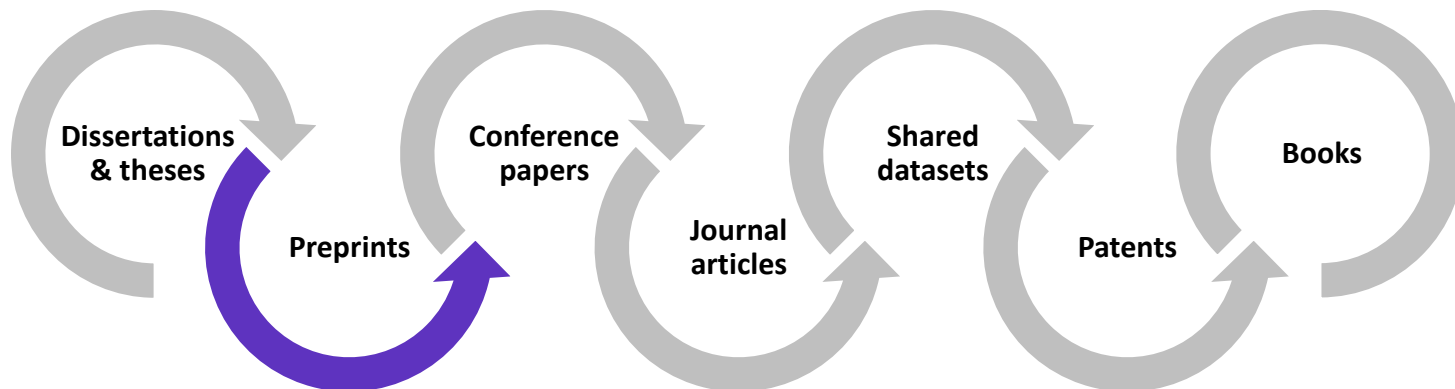 Dissertations
& theses
Preprints
Conference
papers
Journal
articles
Shared
datasets
Patents
Books